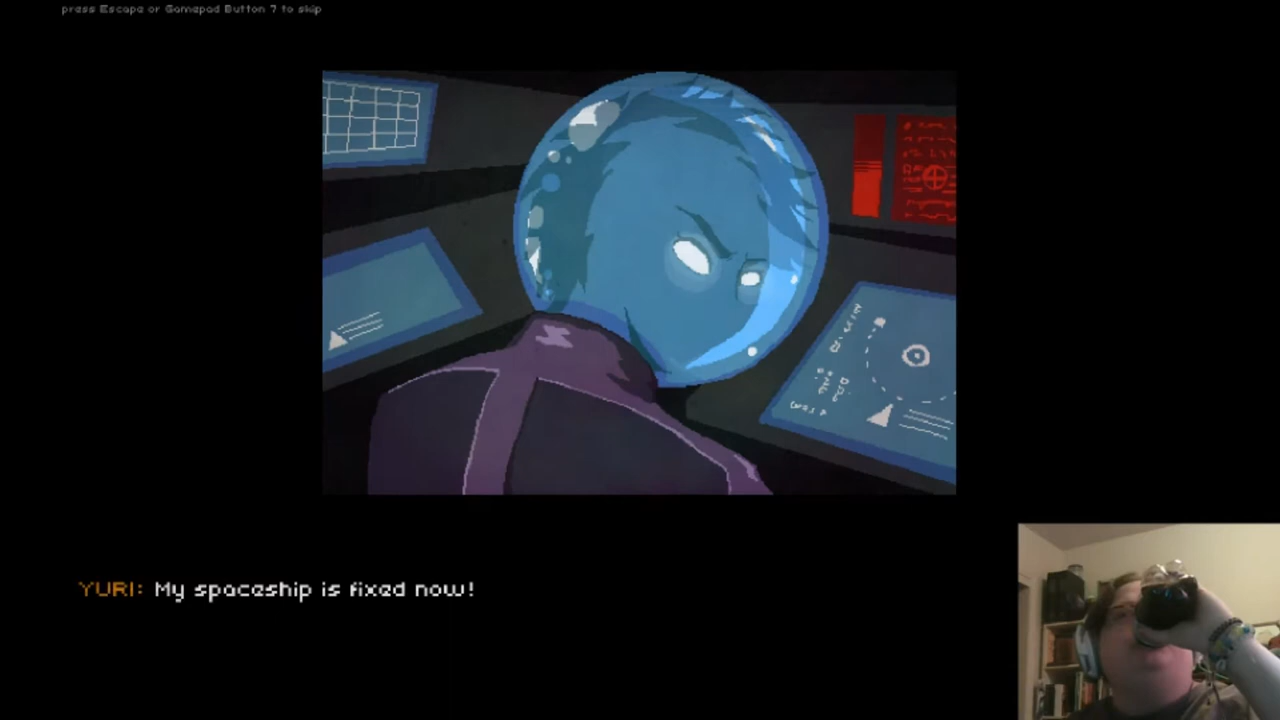 press Escape or Gamepad Button 7 to skip
YURI: My spaceship is fixed now!